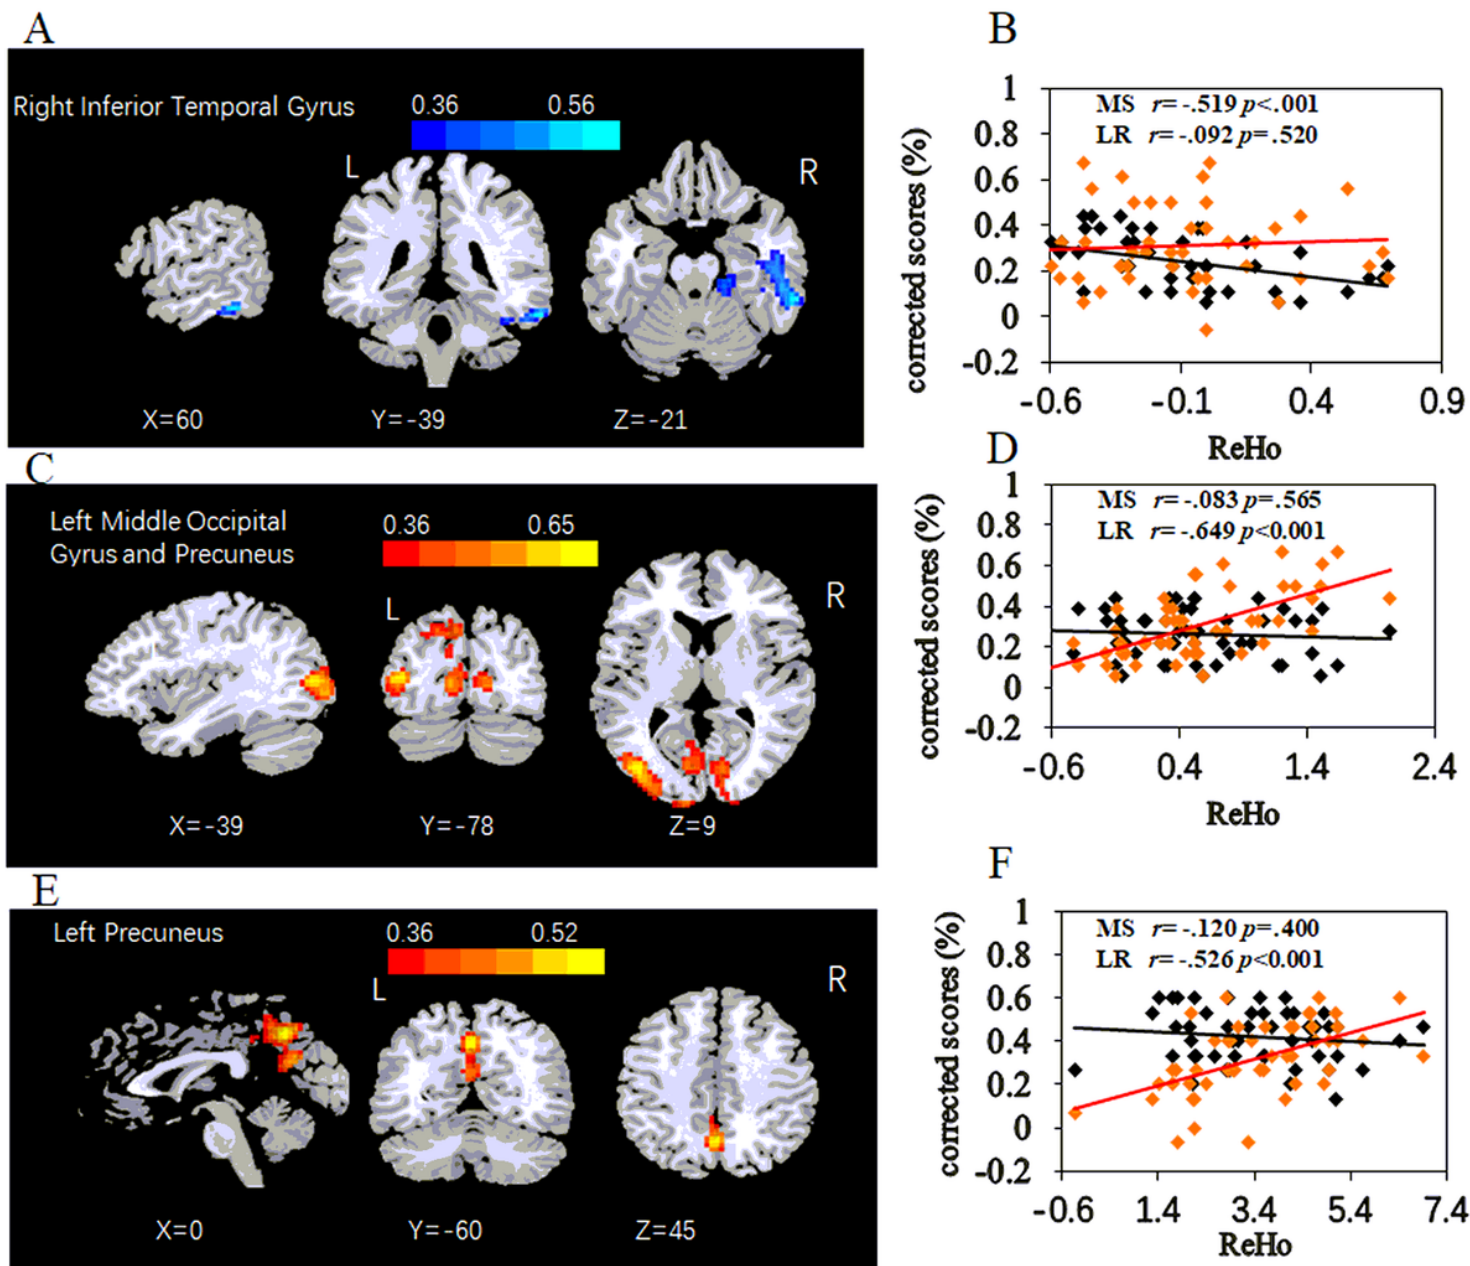 A
Right Inferior Temporal Gyrus
0.36 0.56
L
R
X=60 Y=-39 Z=-21
B
MS r=-.519 p<.001
LR r=-.092 p=.520
corrected scores (%)
1
0.8
0.6
0.4
0.2
0
-0.2
-0.6 -0.1 0.4 0.9
ReHo
C
Left Middle Occipital
Gyrus and Precuneus
0.36 0.65
L
R
X=-39 Y=-78 Z=9
D
MS r=-.083 p=.565
LR r=-.649 p<0.001
corrected scores (%)
1
0.8
0.6
0.4
0.2
0
-0.2
-0.6 0.4 1.4 2.4
ReHo
E
Left Precuneus
0.36 0.52
L
R
X=0 Y=-60 Z=45
F
MS r=-.120 p=.400
LR r=-.526 p<0.001
corrected scores (%)
1
0.8
0.6
0.4
0.2
0
-0.2
-0.6 1.4 3.4 5.4 7.4
ReHo